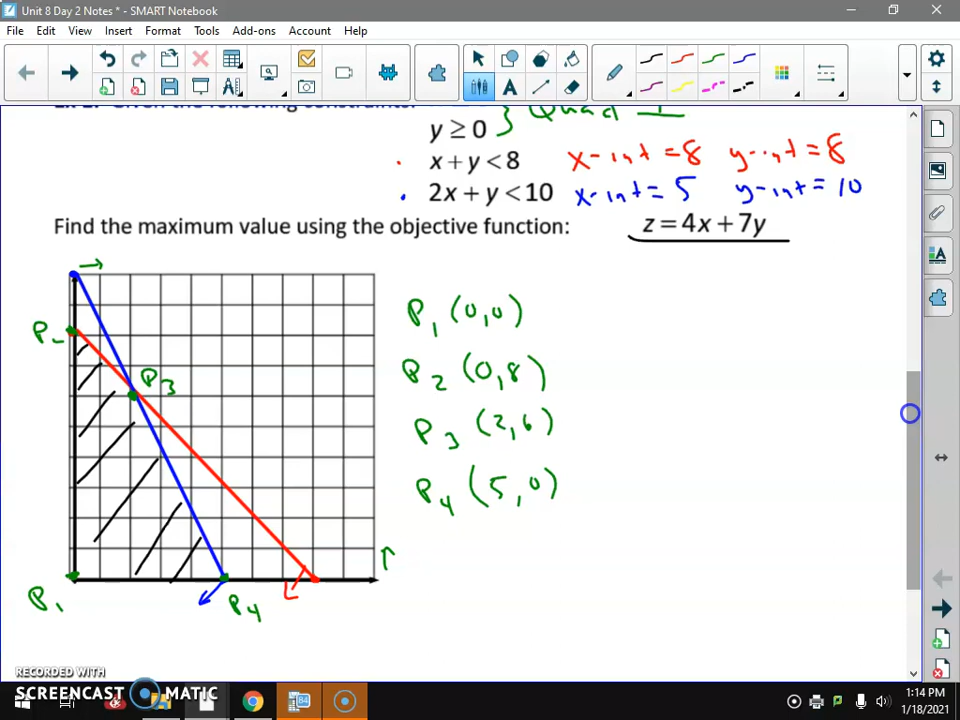 Unit 8 Day 2 Notes * - SMART Notebook
File Edit View Insert Format Tools Add-ons Account Help
y ≥ 0 } Quad I
x + y < 8 x-int = 8 y-int = 8
2x + y < 10 x-int = 5 y-int = 10
Find the maximum value using the objective function: z = 4x + 7y
P1 (0,0)
P2
P2 (0,8)
P3
P3 (2,6)
P4 (5,0)
P1
P4
RECORDED WITH
SCREENCAST MATIC
84
1:14 PM
1/18/2021